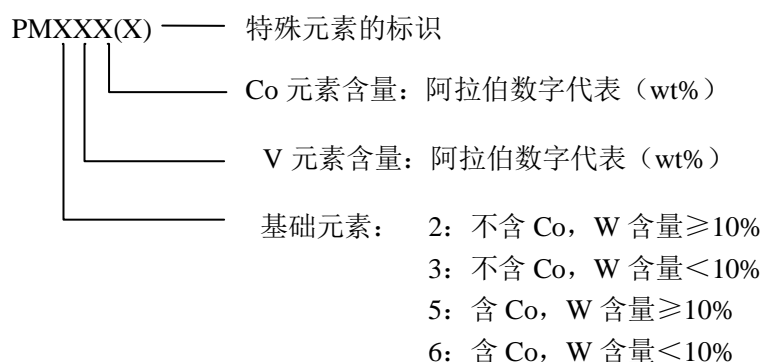 PMXXX(X) 特殊元素的标识
Co 元素含量：阿拉伯数字代表（wt%）
V 元素含量：阿拉伯数字代表（wt%）
基础元素： 2：不含 Co，W 含量≥10%
3：不含 Co，W 含量＜10%
5：含 Co，W 含量≥10%
6：含 Co，W 含量＜10%